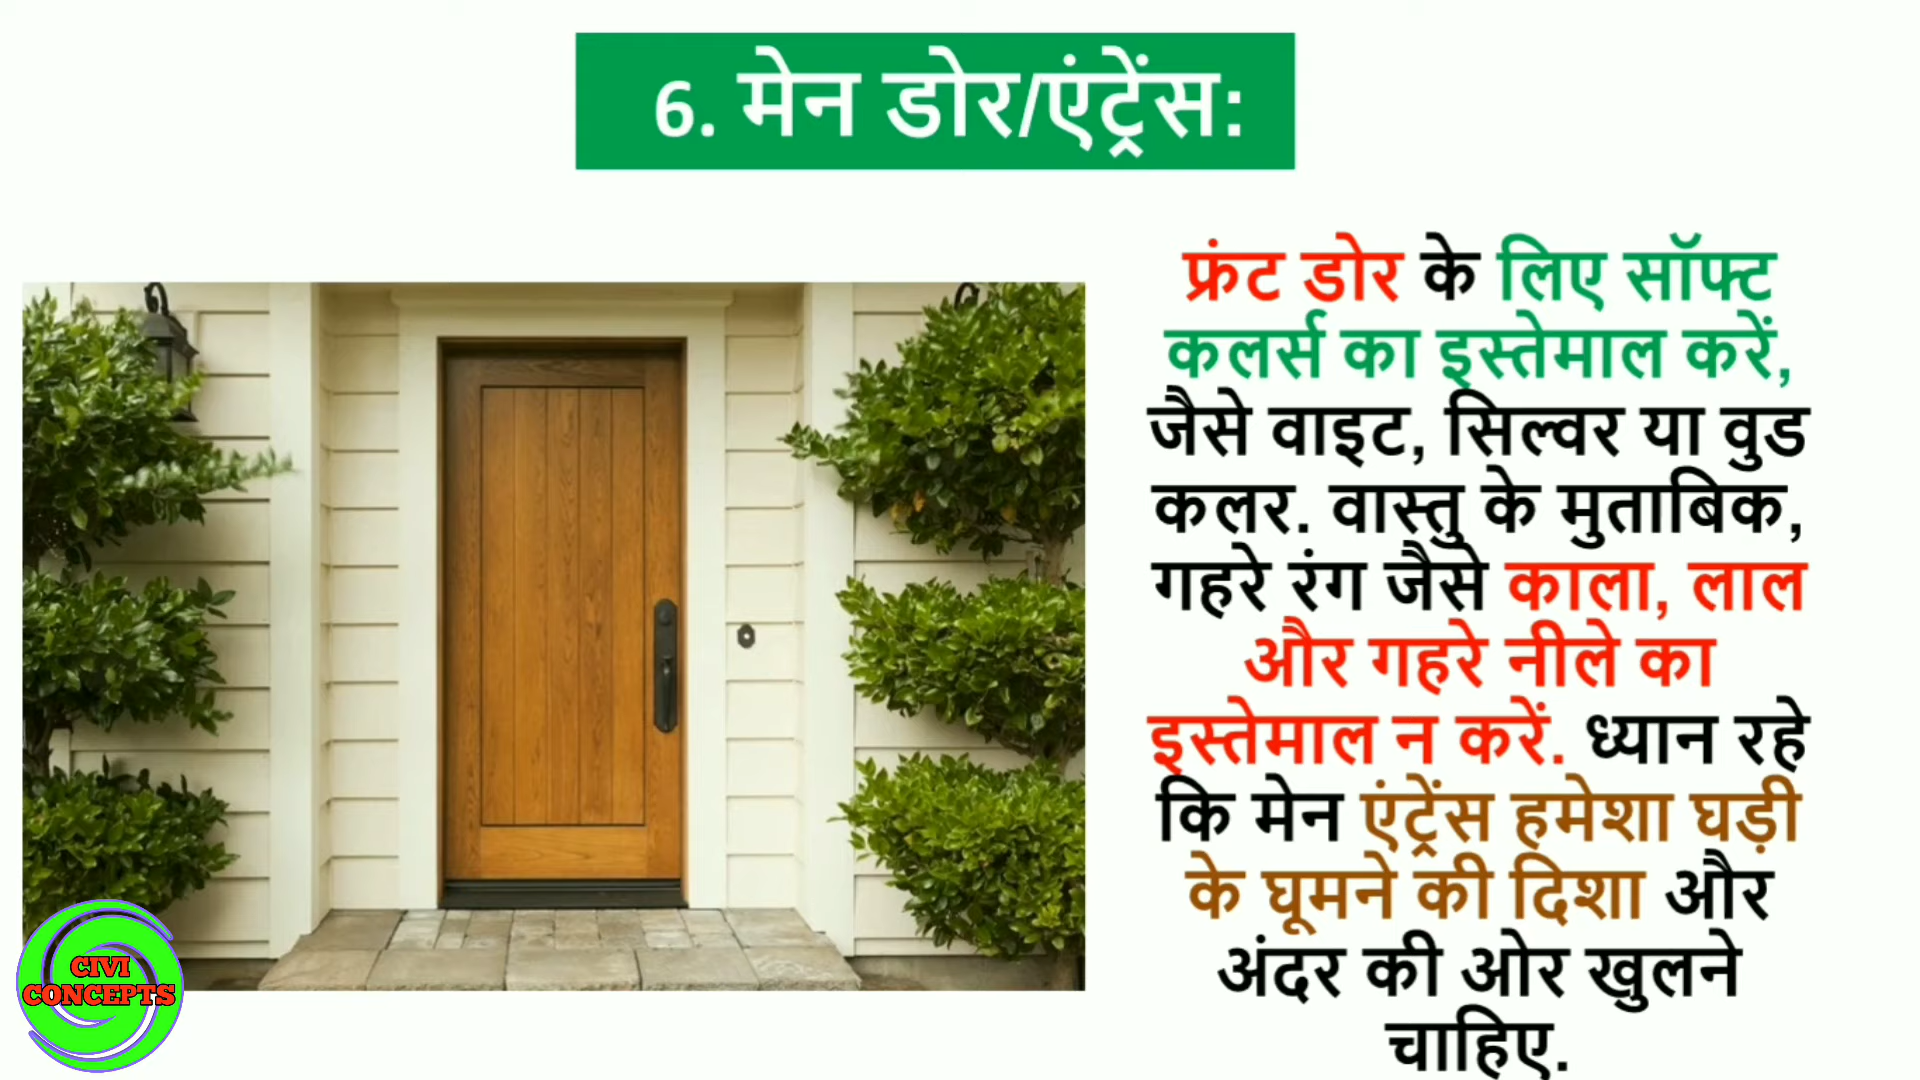 6. मेन डोर/एंट्रेंस:
फ्रंट डोर के लिए सॉफ्ट
कलर्स का इस्तेमाल करें,
जैसे वाइट, सिल्वर या वुड
कलर. वास्तु के मुताबिक,
गहरे रंग जैसे काला, लाल
और गहरे नीले का
इस्तेमाल न करें. ध्यान रहे
कि मेन एंट्रेंस हमेशा घड़ी
के घूमने की दिशा और
अंदर की ओर खुलने
चाहिए.
CIVI
CONCEPTS